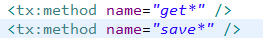 <tx:method name="get*" />
<tx:method name="save*" />